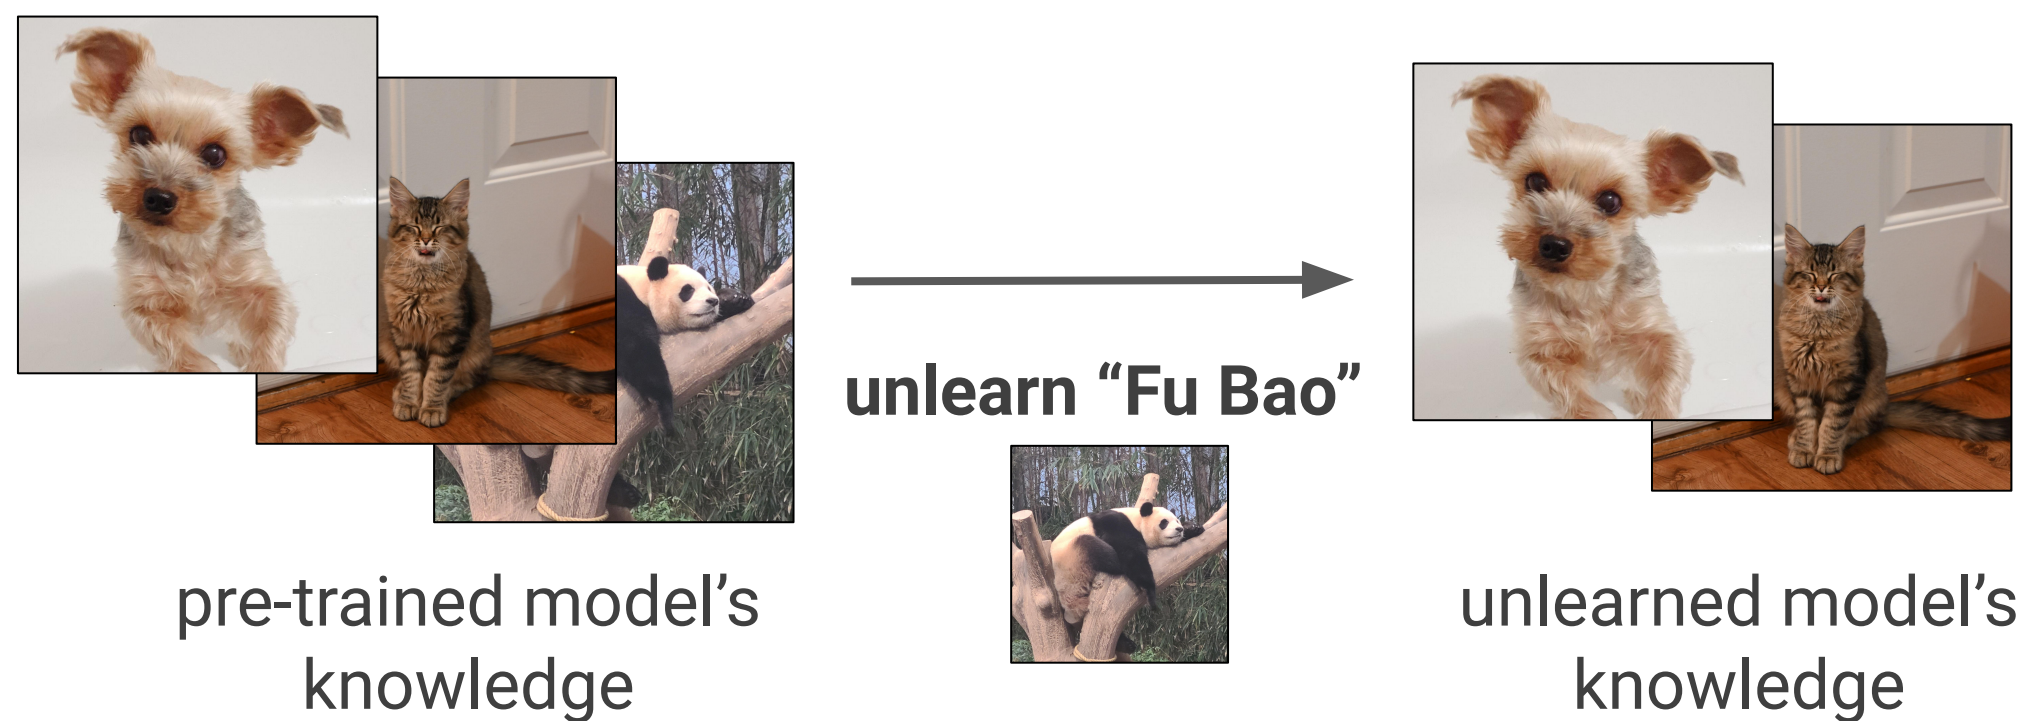 unlearn “Fu Bao”
pre-trained model’s
knowledge
unlearned model’s
knowledge